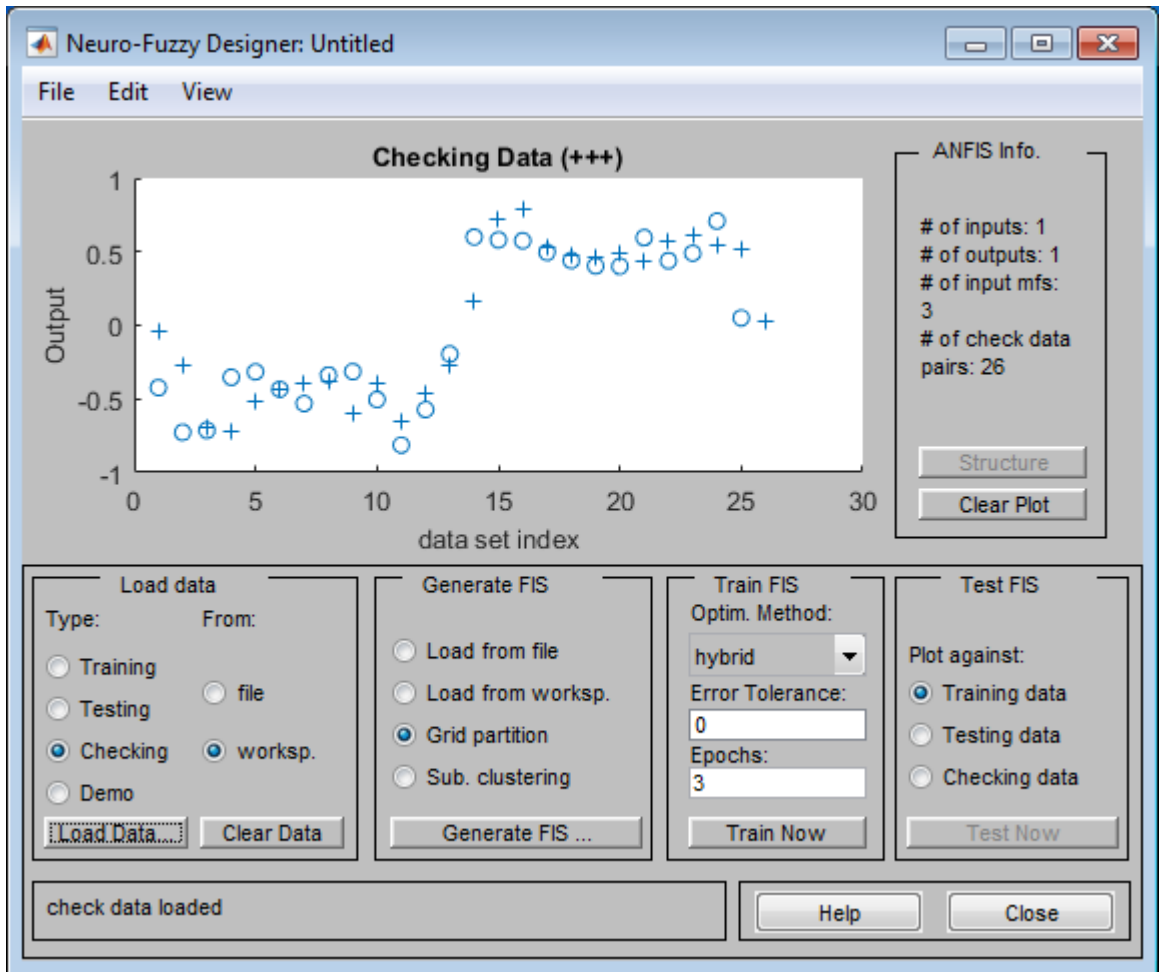 Neuro-Fuzzy Designer: Untitled
File Edit View
Checking Data (+++)
1
0.5
0
-0.5
-1
Output
0 5 10 15 20 25 30
data set index
ANFIS Info.
# of inputs: 1
# of outputs: 1
# of input mfs:
3
# of check data
pairs: 26
Structure
Clear Plot
Load data
Type: From:
Training
file
Testing
Checking
worksp.
Demo
Load Data... Clear Data
Generate FIS
Load from file
Load from worksp.
Grid partition
Sub. clustering
Generate FIS ...
Train FIS
Optim. Method:
hybrid
Error Tolerance:
0
Epochs:
3
Train Now
Test FIS
Plot against:
Training data
Testing data
Checking data
Test Now
check data loaded
Help Close